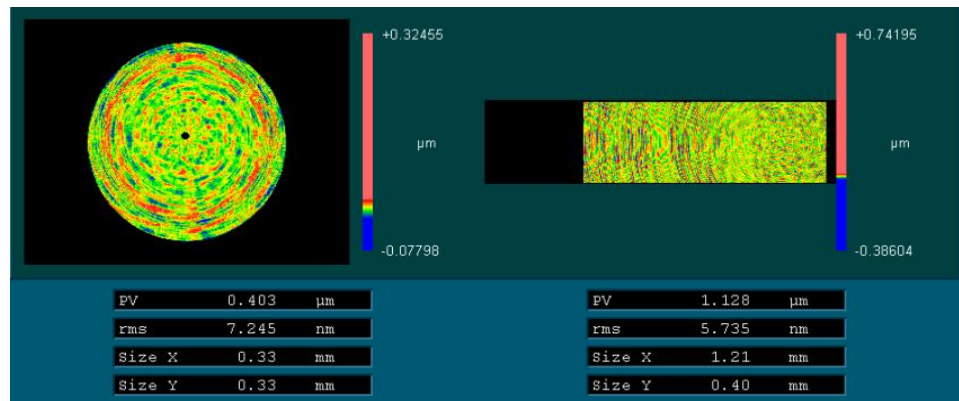 +0.32455
µm
-0.07798
+0.74195
µm
-0.38604
PV 0.403 µm
rms 7.245 nm
Size X 0.33 mm
Size Y 0.33 mm
PV 1.128 µm
rms 5.735 nm
Size X 1.21 mm
Size Y 0.40 mm